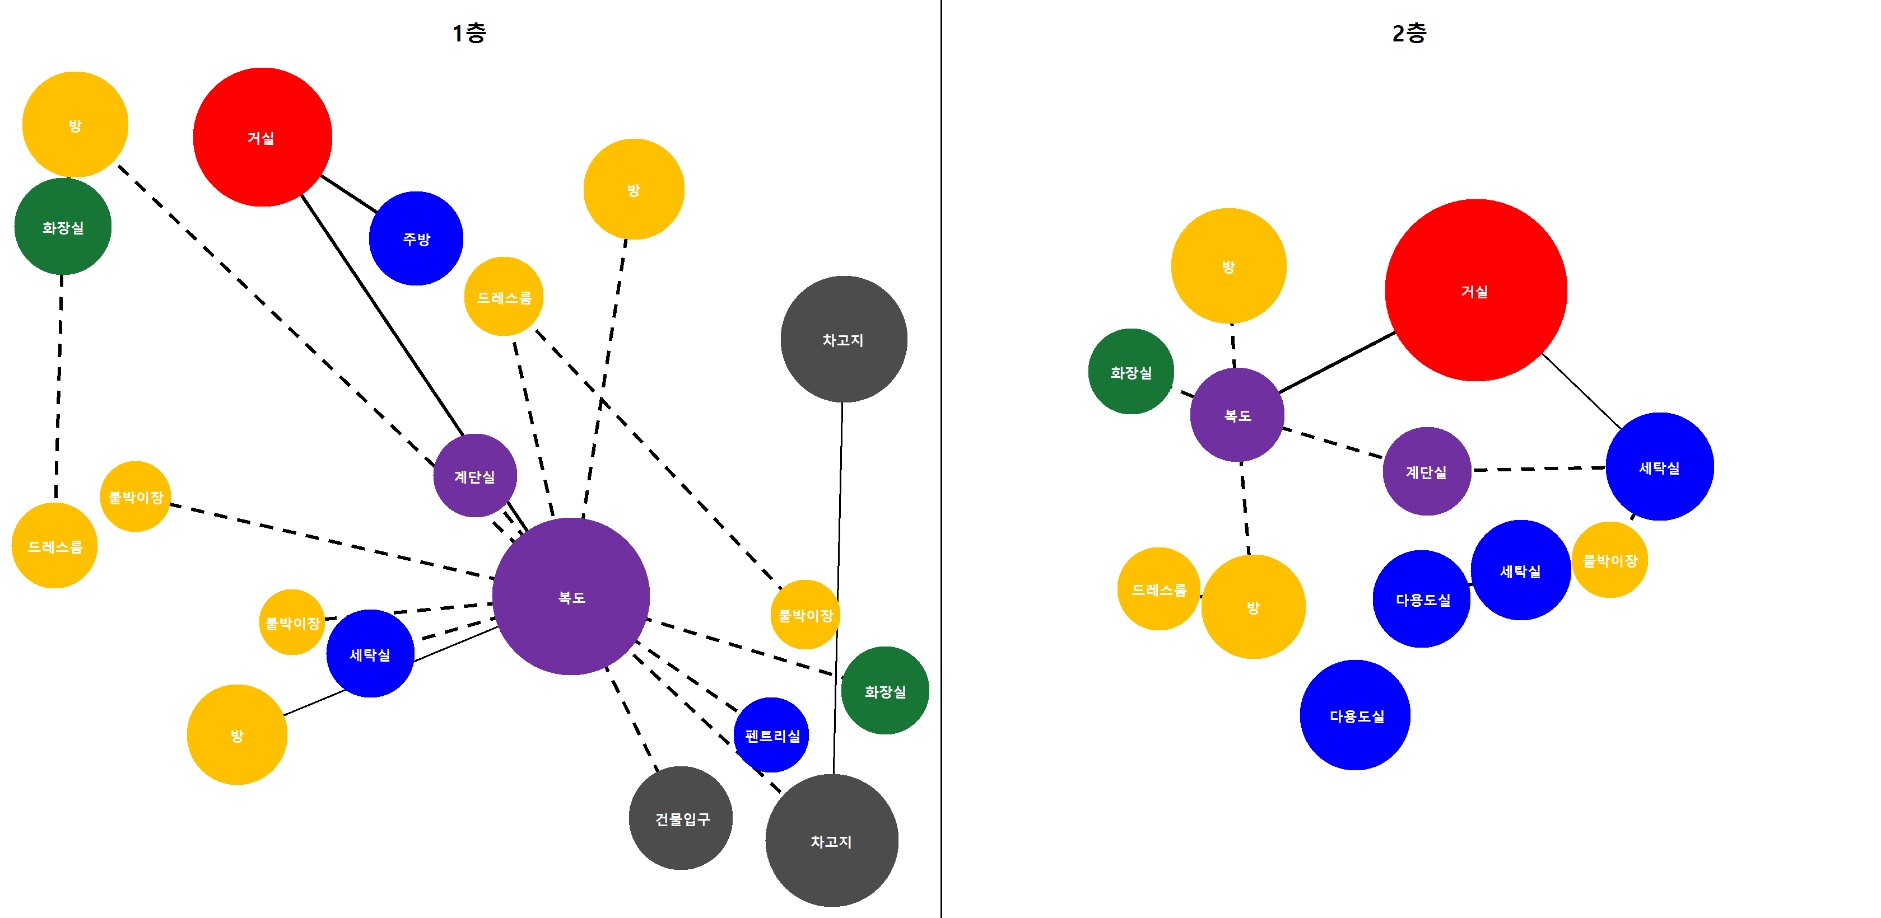 1층
방
거실
방
화장실
주방
드레스룸
차고지
계단실
붙박이장
드레스룸
복도
붙박이장
붙박이장
세탁실
화장실
방
펜트리실
건물입구
차고지
2층
방
거실
화장실
복도
계단실
세탁실
붙박이장
세탁실
드레스룸
다용도실
방
다용도실